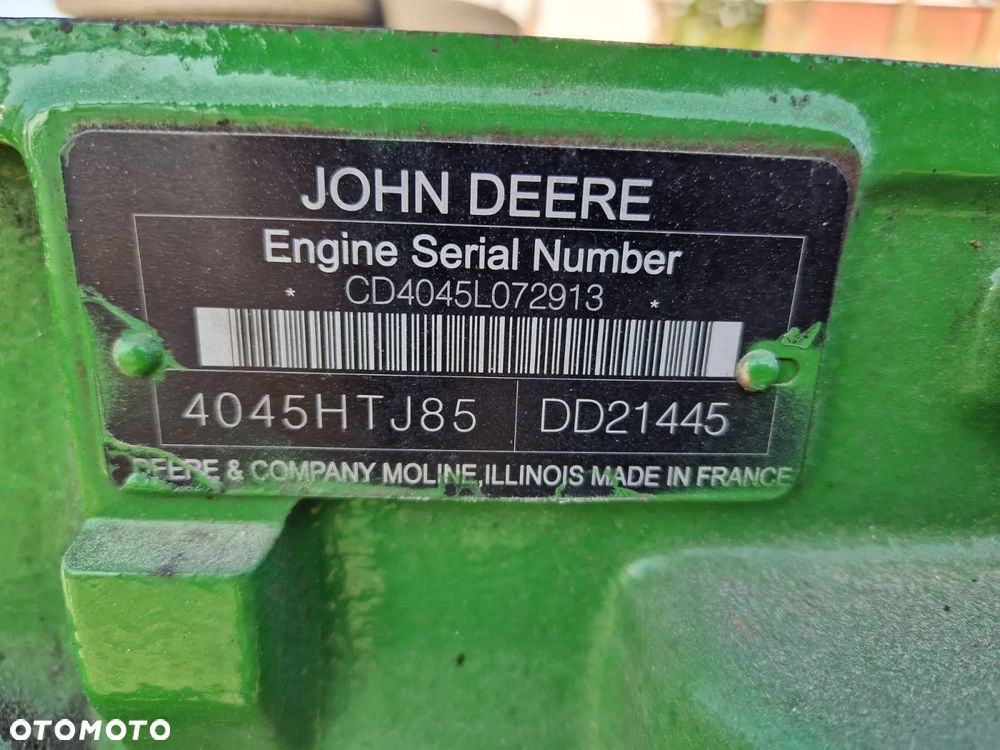 JOHN DEERE
Engine Serial Number
* CD4045L072913 *
4045HTJ85 DD21445
DEERE & COMPANY MOLINE, ILLINOIS MADE IN FRANCE
OTOMOTO